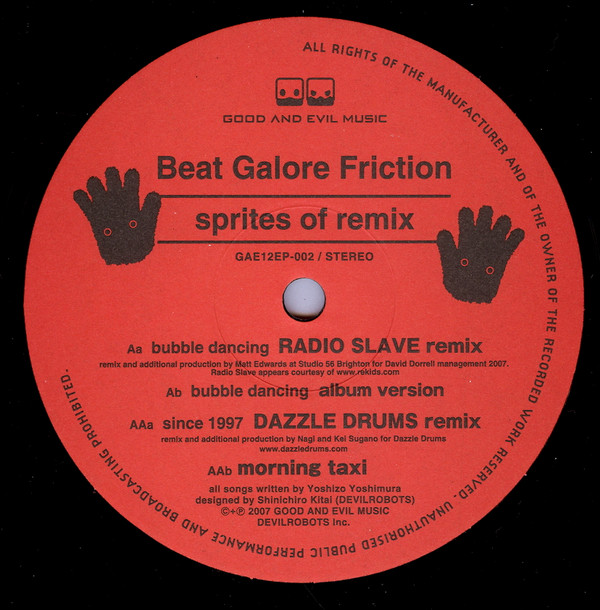 ALL RIGHTS OF THE MANUFACTURER AND OF THE OWNER OF THE RECORDED WORK RESERVED. UNAUTHORISED PUBLIC PERFORMANCE AND BROADCASTING PROHIBITED.
GOOD AND EVIL MUSIC
Beat Galore Friction
sprites of remix
GAE12EP-002 / STEREO
Aa bubble dancing RADIO SLAVE remix
remix and additional production by Matt Edwards at Studio 56 Brighton for David Dorrell management 2007.
Radio Slave appears courtesy of www.rekids.com
Ab bubble dancing album version
AAa since 1997 DAZZLE DRUMS remix
remix and additional production by Nagi and Kei Sugano for Dazzle Drums
www.dazzledrums.com
AAb morning taxi
all songs written by Yoshizo Yoshimura
designed by Shinichiro Kitai (DEVILROBOTS)
©+℗ 2007 GOOD AND EVIL MUSIC
DEVILROBOTS Inc.